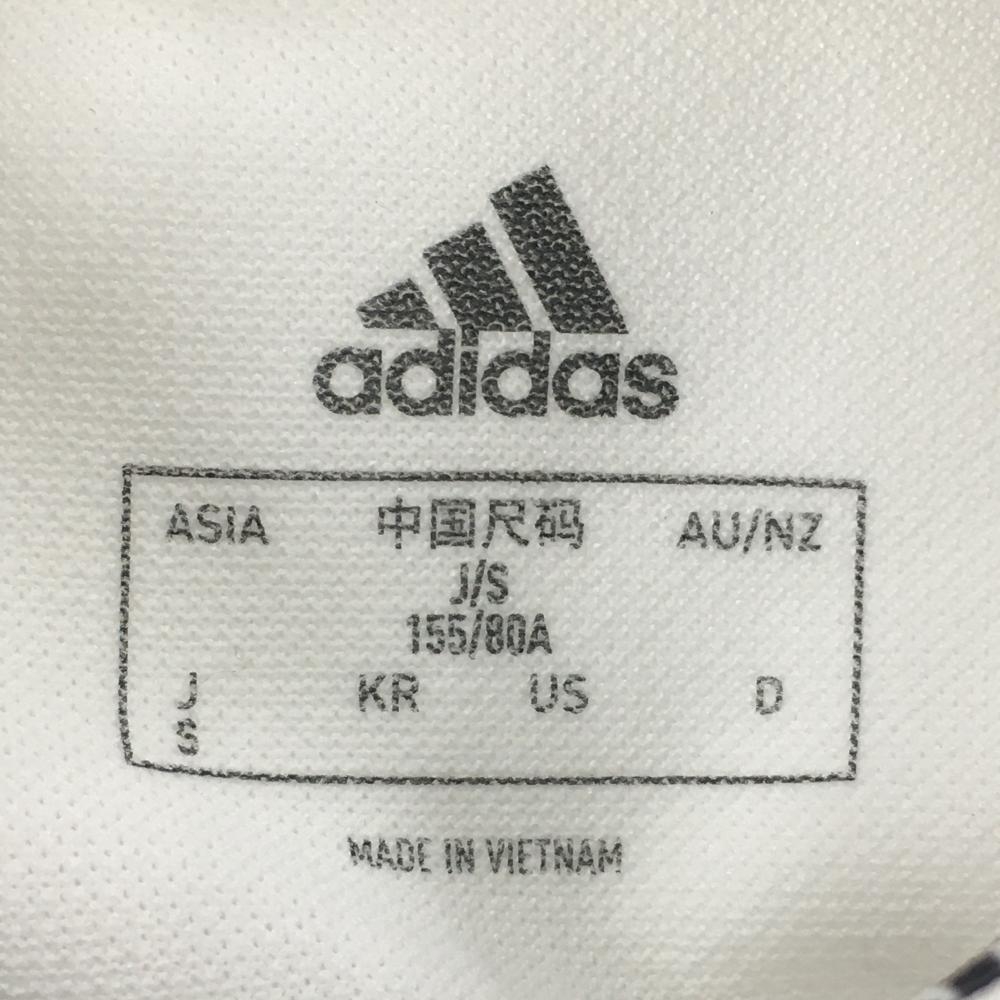 adidas
ASIA 中国尺码 AU/NZ
J/S
155/80A
J KR US D
S
MADE IN VIETNAM